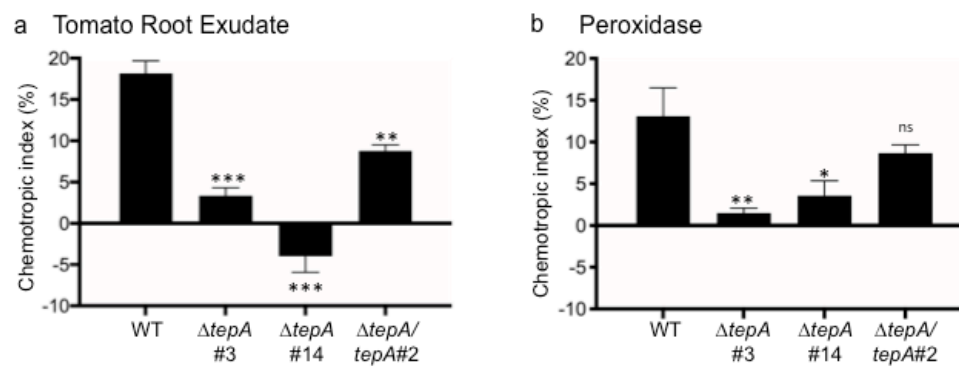 a Tomato Root Exudate
Chemotropic index (%)
20
15
10
5
0
-5
-10
***
***
**
WT
ΔtepA
#3
ΔtepA
#14
ΔtepA/
tepA#2
b Peroxidase
Chemotropic index (%)
20
15
10
5
0
-5
-10
**
*
ns
WT
ΔtepA
#3
ΔtepA
#14
ΔtepA/
tepA#2